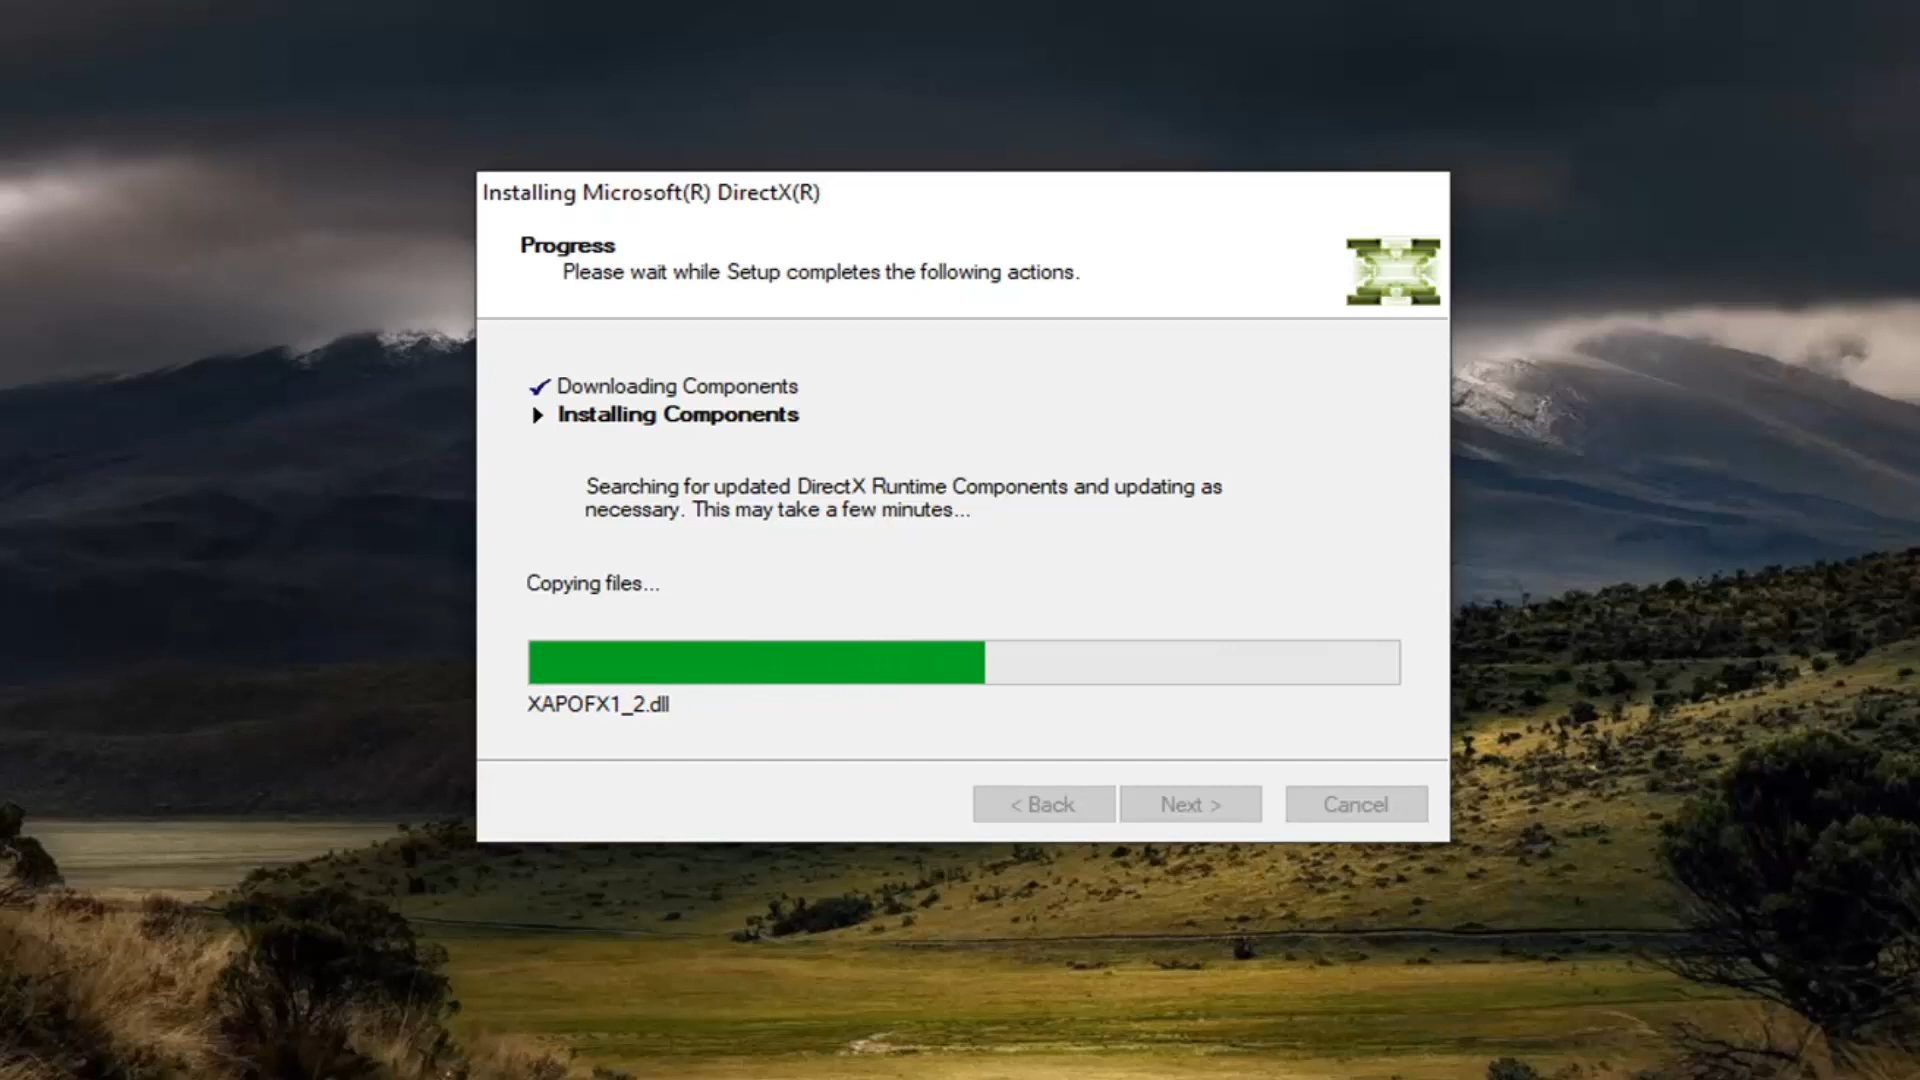 Installing Microsoft(R) DirectX(R)
Progress
Please wait while Setup completes the following actions.
Downloading Components
Installing Components
Searching for updated DirectX Runtime Components and updating as
necessary. This may take a few minutes...
Copying files...
XAPOFX1_2.dll
< Back
Next >
Cancel